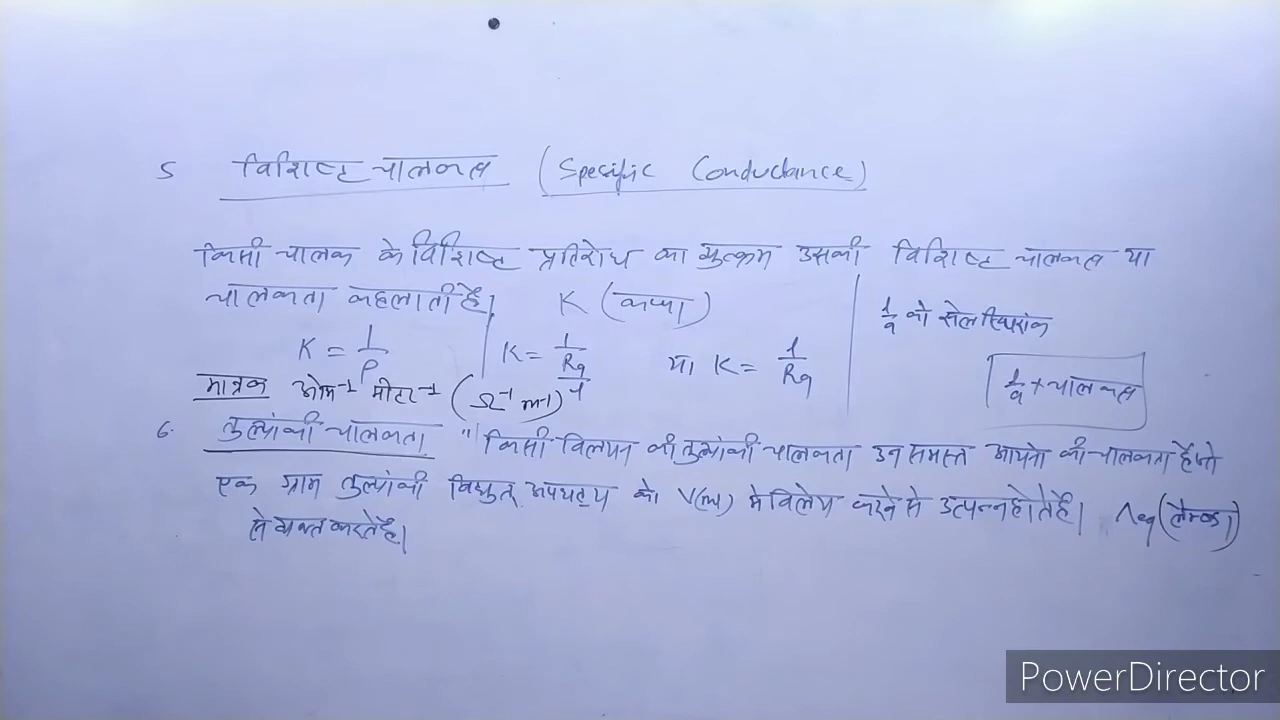 5 विशिष्ट चालकत्व (Spesific Conductance)
किसी चालक के विशिष्ट प्रतिरोध का व्युत्क्रम उसकी विशिष्ट चालकत्व या
चालकता कहलाती है। K (कप्पा)
1/a को सेल स्थिरांक
K = 1/ρ K = 1/(Ra/l) या K = 1/Ra
l/a × चालकत्व
मात्रक ओम⁻¹ मीटर⁻¹ (Ω⁻¹ m⁻¹)
6. तुल्यांकी चालकता "किसी विलयन की तुल्यांकी चालकता उन समस्त आयनो की चालकता है जो
एक ग्राम तुल्यांकी विद्युत् अपघट्य को V(ml) मे विलेय करने से उत्पन्न होते है। Λeq (लैम्डा)
से व्यक्त करते है।
PowerDirector